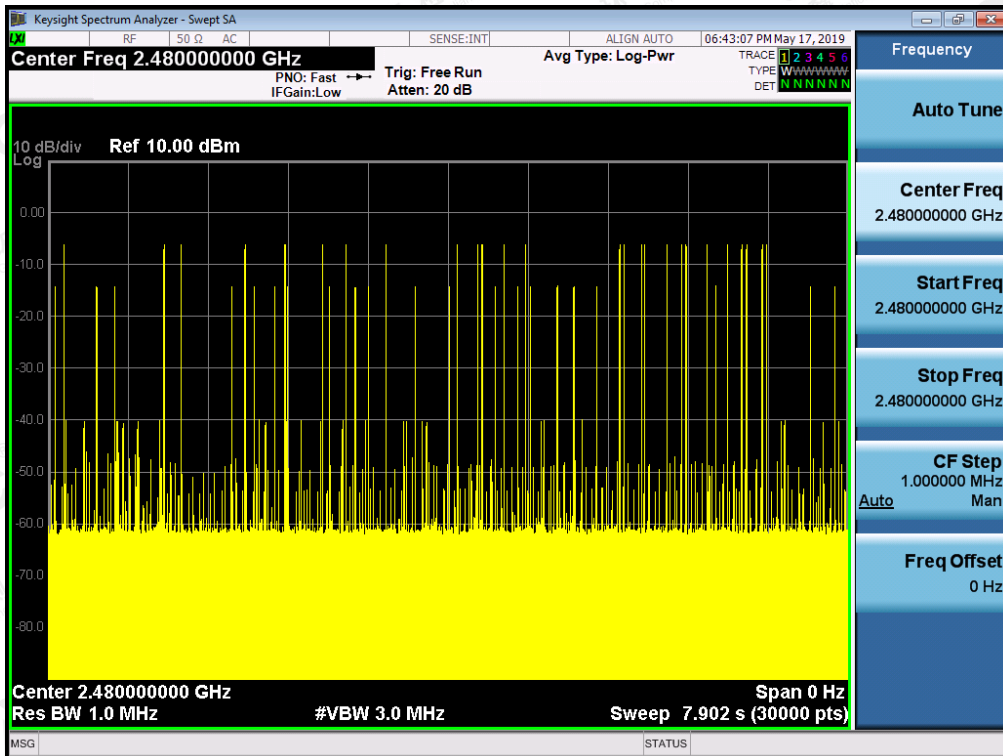 Keysight Spectrum Analyzer - Swept SA
LXI RF 50 Ω AC SENSE:INT ALIGN AUTO 06:43:07 PM May 17, 2019
Center Freq 2.480000000 GHz
PNO: Fast
IFGain:Low
Trig: Free Run
Atten: 20 dB
Avg Type: Log-Pwr
TRACE 1 2 3 4 5 6
TYPE W W W W W W
DET N N N N N N
10 dB/div Ref 10.00 dBm
Log
0.00
-10.0
-20.0
-30.0
-40.0
-50.0
-60.0
-70.0
-80.0
Center 2.480000000 GHz Span 0 Hz
Res BW 1.0 MHz #VBW 3.0 MHz Sweep 7.902 s (30000 pts)
MSG STATUS
Frequency
Auto Tune
Center Freq
2.480000000 GHz
Start Freq
2.480000000 GHz
Stop Freq
2.480000000 GHz
CF Step
1.000000 MHz
Auto Man
Freq Offset
0 Hz